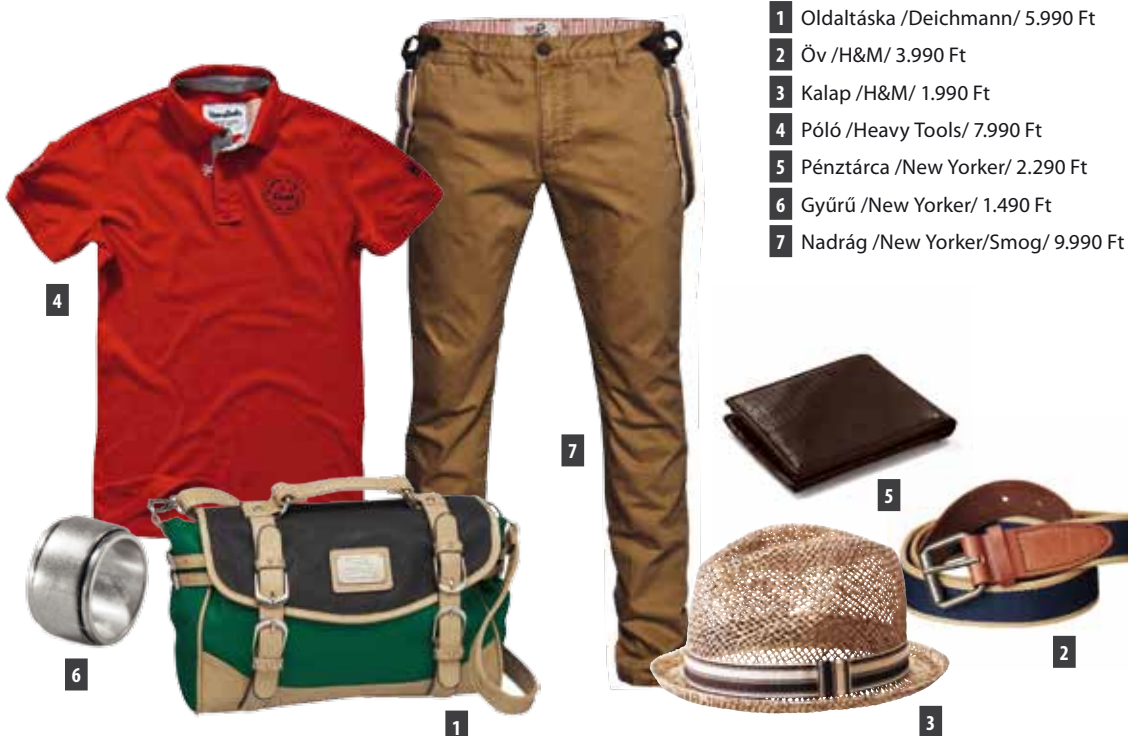 1 Oldaltáska /Deichmann/ 5.990 Ft
2 Öv /H&M/ 3.990 Ft
3 Kalap /H&M/ 1.990 Ft
4 Póló /Heavy Tools/ 7.990 Ft
5 Pénztárca /New Yorker/ 2.290 Ft
6 Gyűrű /New Yorker/ 1.490 Ft
7 Nadrág /New Yorker/Smog/ 9.990 Ft
4
7
5
6
2
1
3